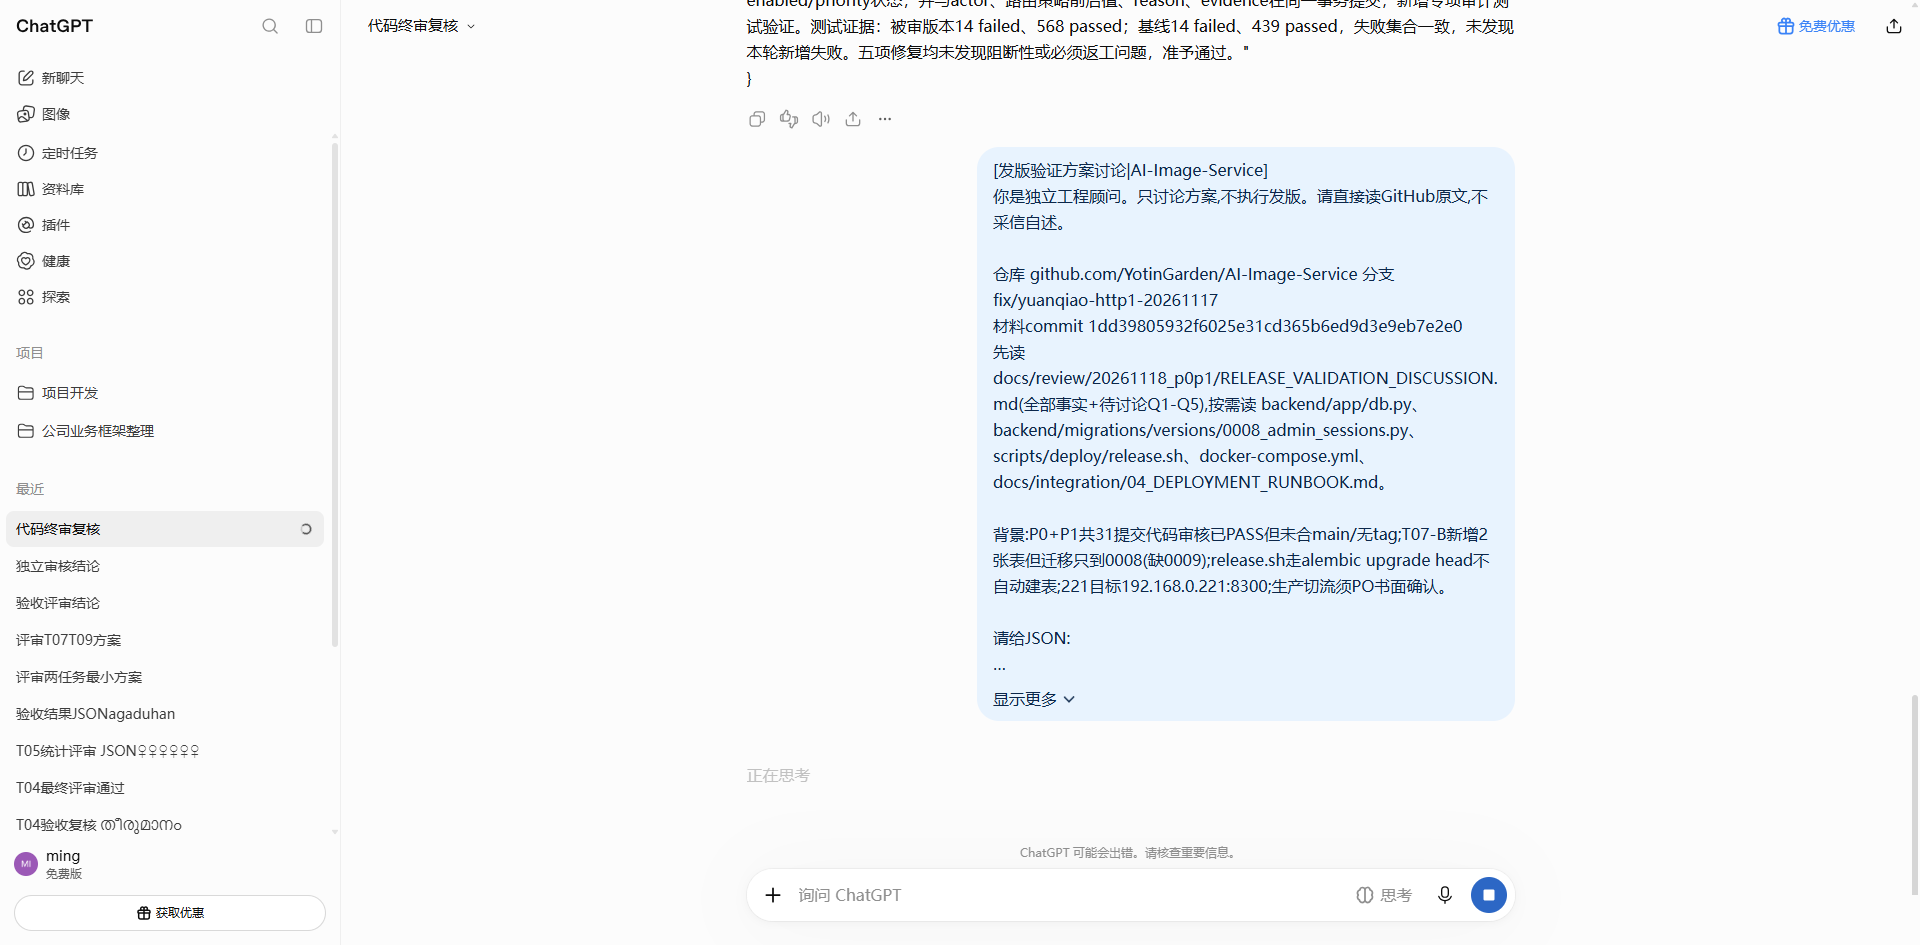 ChatGPT
新聊天
图像
定时任务
资料库
插件
健康
探索
项目
项目开发
公司业务框架整理
最近
代码终审复核
独立审核结论
验收评审结论
评审T07T09方案
评审两任务最小方案
验收结果JSONagaduhan
T05统计评审 JSON♀♀♀♀♀♀
T04最终评审通过
T04验收复核 തീരുമാനം
MI
ming
免费版
获取优惠
代码终审复核
免费优惠
试验证。测试证据：被审版本14 failed、568 passed；基线14 failed、439 passed，失败集合一致，未发现
本轮新增失败。五项修复均未发现阻断性或必须返工问题，准予通过。"
}
[发版验证方案讨论|AI-Image-Service]
你是独立工程顾问。只讨论方案,不执行发版。请直接读GitHub原文,不
采信自述。
仓库 github.com/YotinGarden/AI-Image-Service 分支
fix/yuanqiao-http1-20261117
材料commit 1dd39805932f6025e31cd365b6ed9d3e9eb7e2e0
先读
docs/review/20261118_p0p1/RELEASE_VALIDATION_DISCUSSION.
md(全部事实+待讨论Q1-Q5),按需读 backend/app/db.py、
backend/migrations/versions/0008_admin_sessions.py、
scripts/deploy/release.sh、docker-compose.yml、
docs/integration/04_DEPLOYMENT_RUNBOOK.md。
背景:P0+P1共31提交代码审核已PASS但未合main/无tag;T07-B新增2
张表但迁移只到0008(缺0009);release.sh走alembic upgrade head不
自动建表;221目标192.168.0.221:8300;生产切流须PO书面确认。
请给JSON:
...
显示更多
正在思考
ChatGPT 可能会出错。请核查重要信息。
询问 ChatGPT
思考